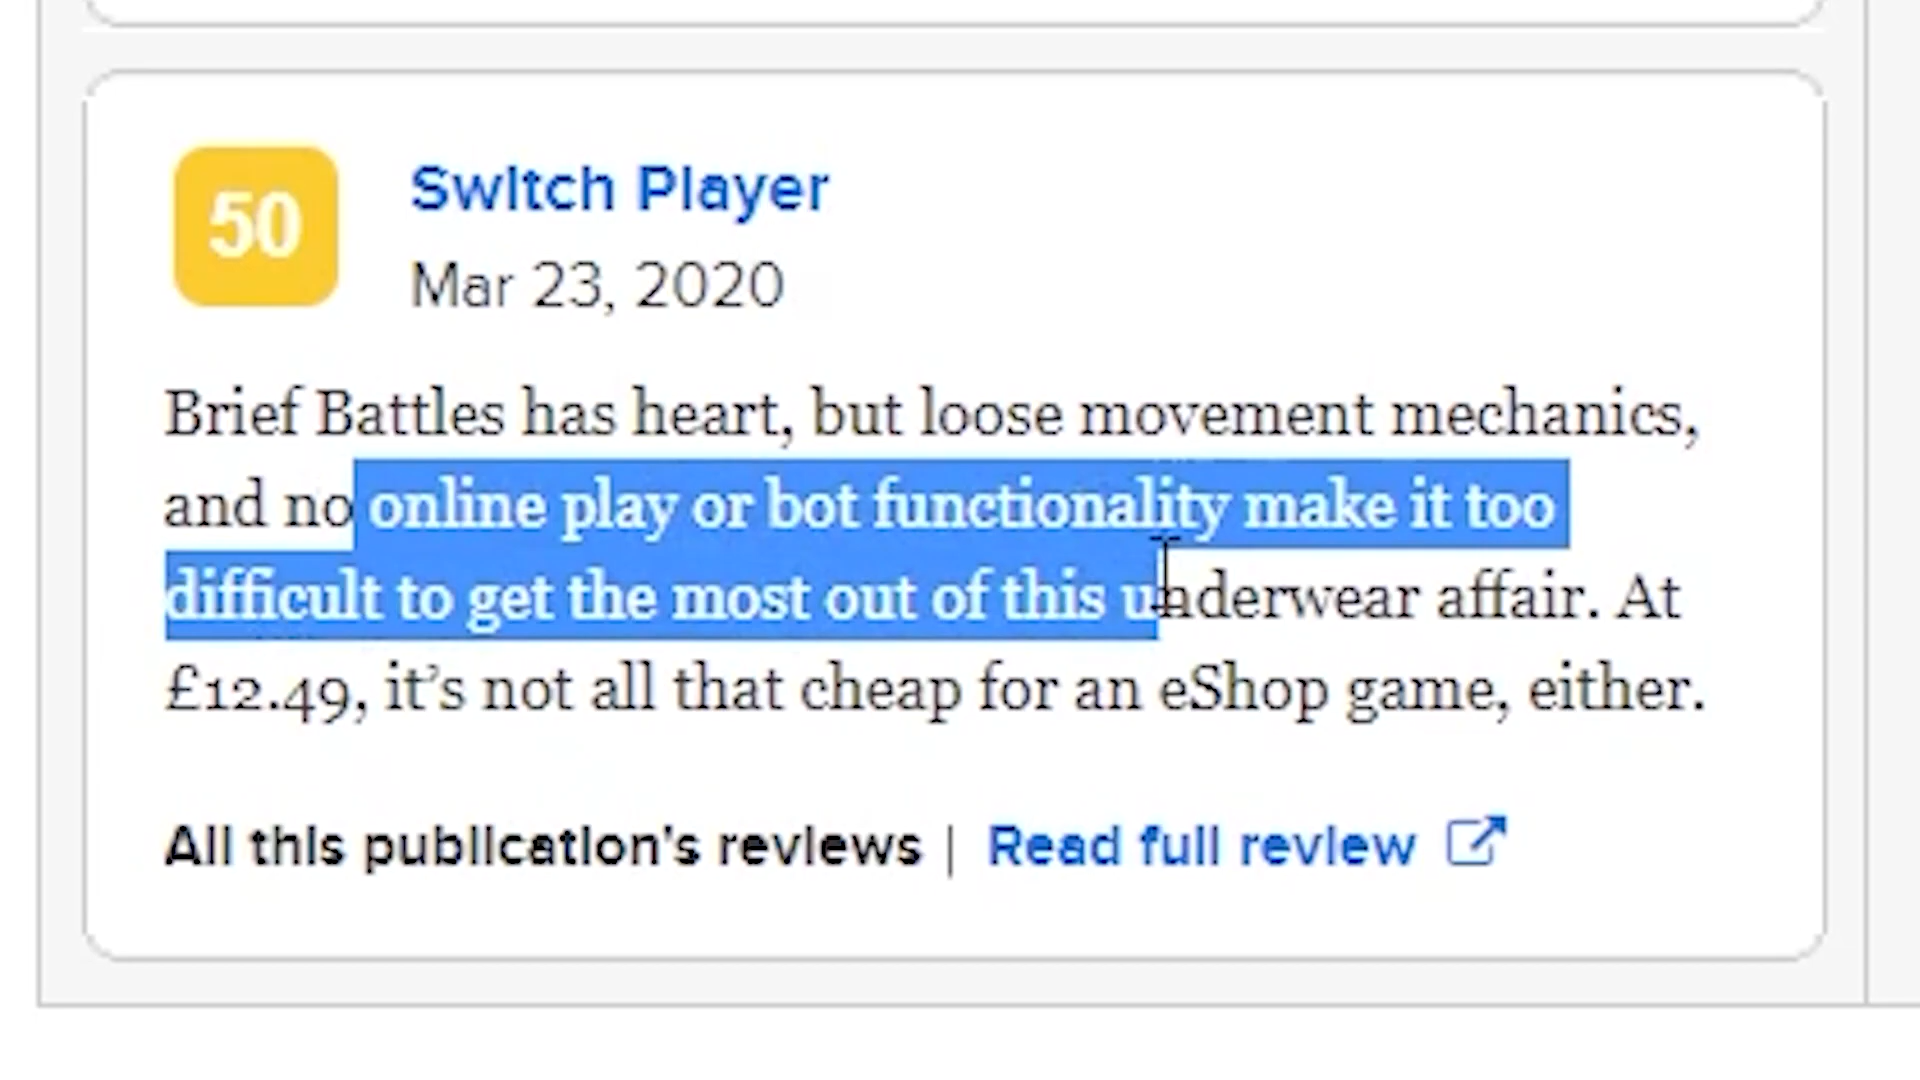 50
Switch Player
Mar 23, 2020
Brief Battles has heart, but loose movement mechanics,
and no online play or bot functionality make it too
difficult to get the most out of this underwear affair. At
£12.49, it’s not all that cheap for an eShop game, either.
All this publication's reviews | Read full review